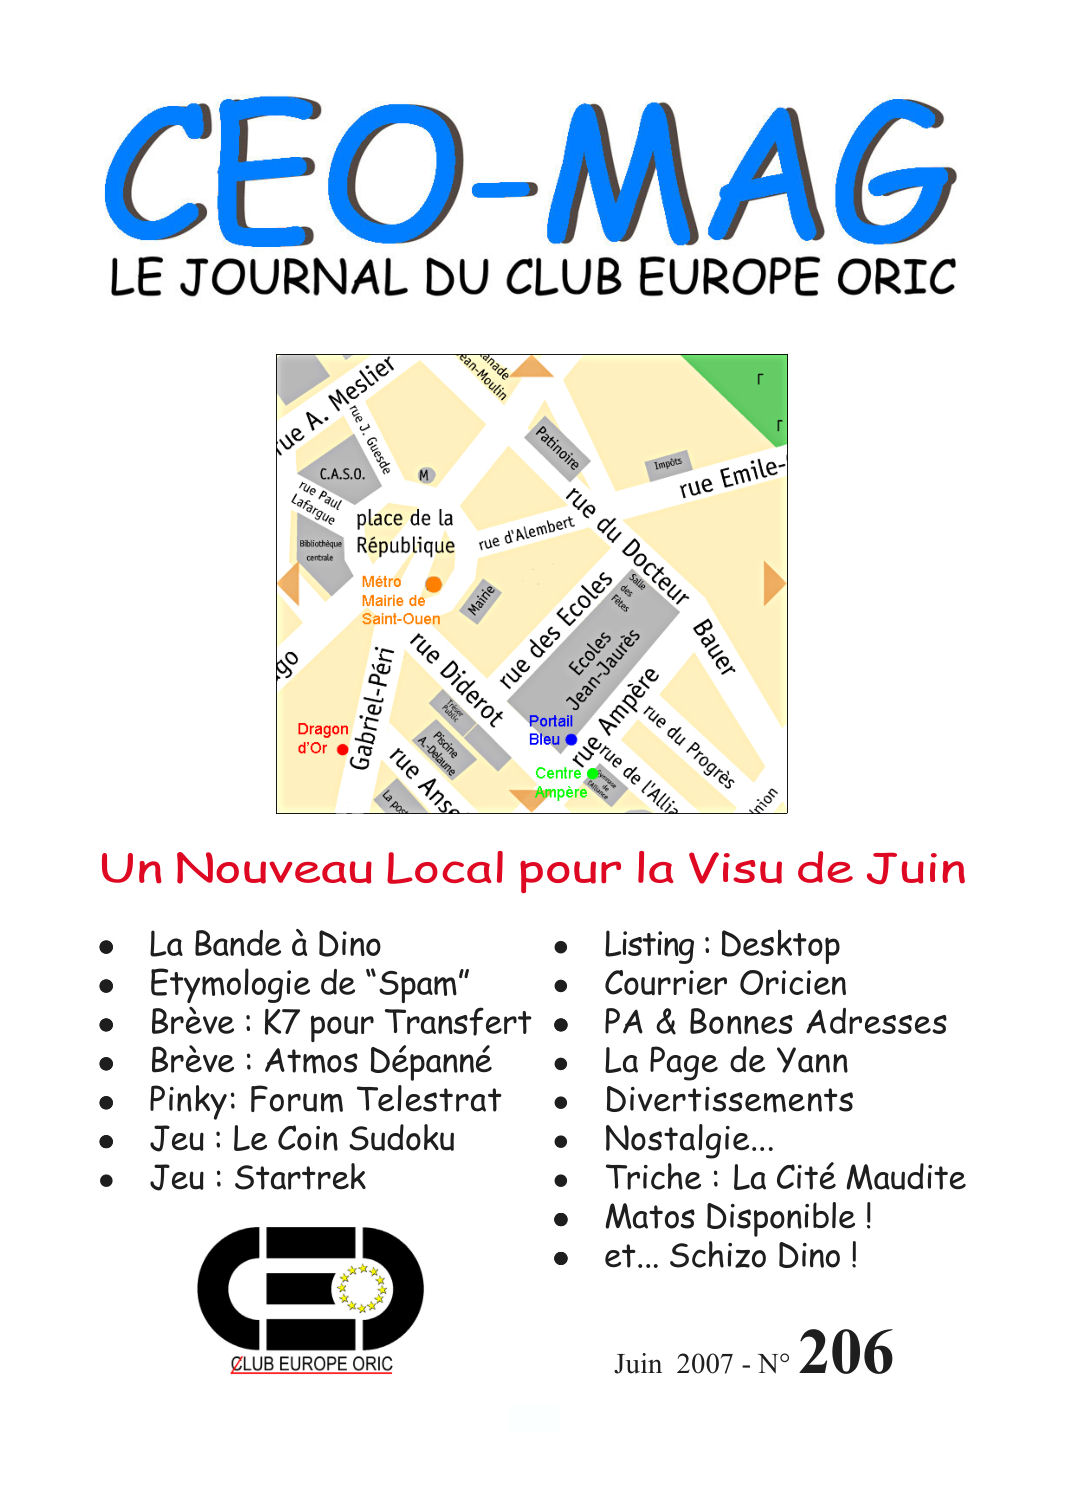 CEO-MAG
LE JOURNAL DU CLUB EUROPE ORIC
rue A. Meslier
rue J. Guesde
Jean-Moulin
C.A.S.O.
M
rue Paul
Lafargue
Bibliothèque
centrale
place de la
République
Patinoire
Impôts
rue Emile-
rue d'Alembert
rue du Docteur
Bauer
Métro
Mairie de
Saint-Ouen
Mairie
rue des Ecoles
Salle
des
Fêtes
Ecoles
Jean-Jaurès
rue Diderot
Gabriel-Péri
Trésor
Public
Piscine
A.-Delaune
Dragon
d'Or
Portail
Bleu
rue Ampère
rue du Progrès
Centre
Ampère
Gymnase
de
l'Alliance
rue de l'Allia
rue Anse
La post
Un Nouveau Local pour la Visu de Juin
● La Bande à Dino
● Etymologie de “Spam”
● Brève : K7 pour Transfert
● Brève : Atmos Dépanné
● Pinky: Forum Telestrat
● Jeu : Le Coin Sudoku
● Jeu : Startrek
● Listing : Desktop
● Courrier Oricien
● PA & Bonnes Adresses
● La Page de Yann
● Divertissements
● Nostalgie...
● Triche : La Cité Maudite
● Matos Disponible !
● et... Schizo Dino !
CEO
CLUB EUROPE ORIC
Juin 2007 - N° 206